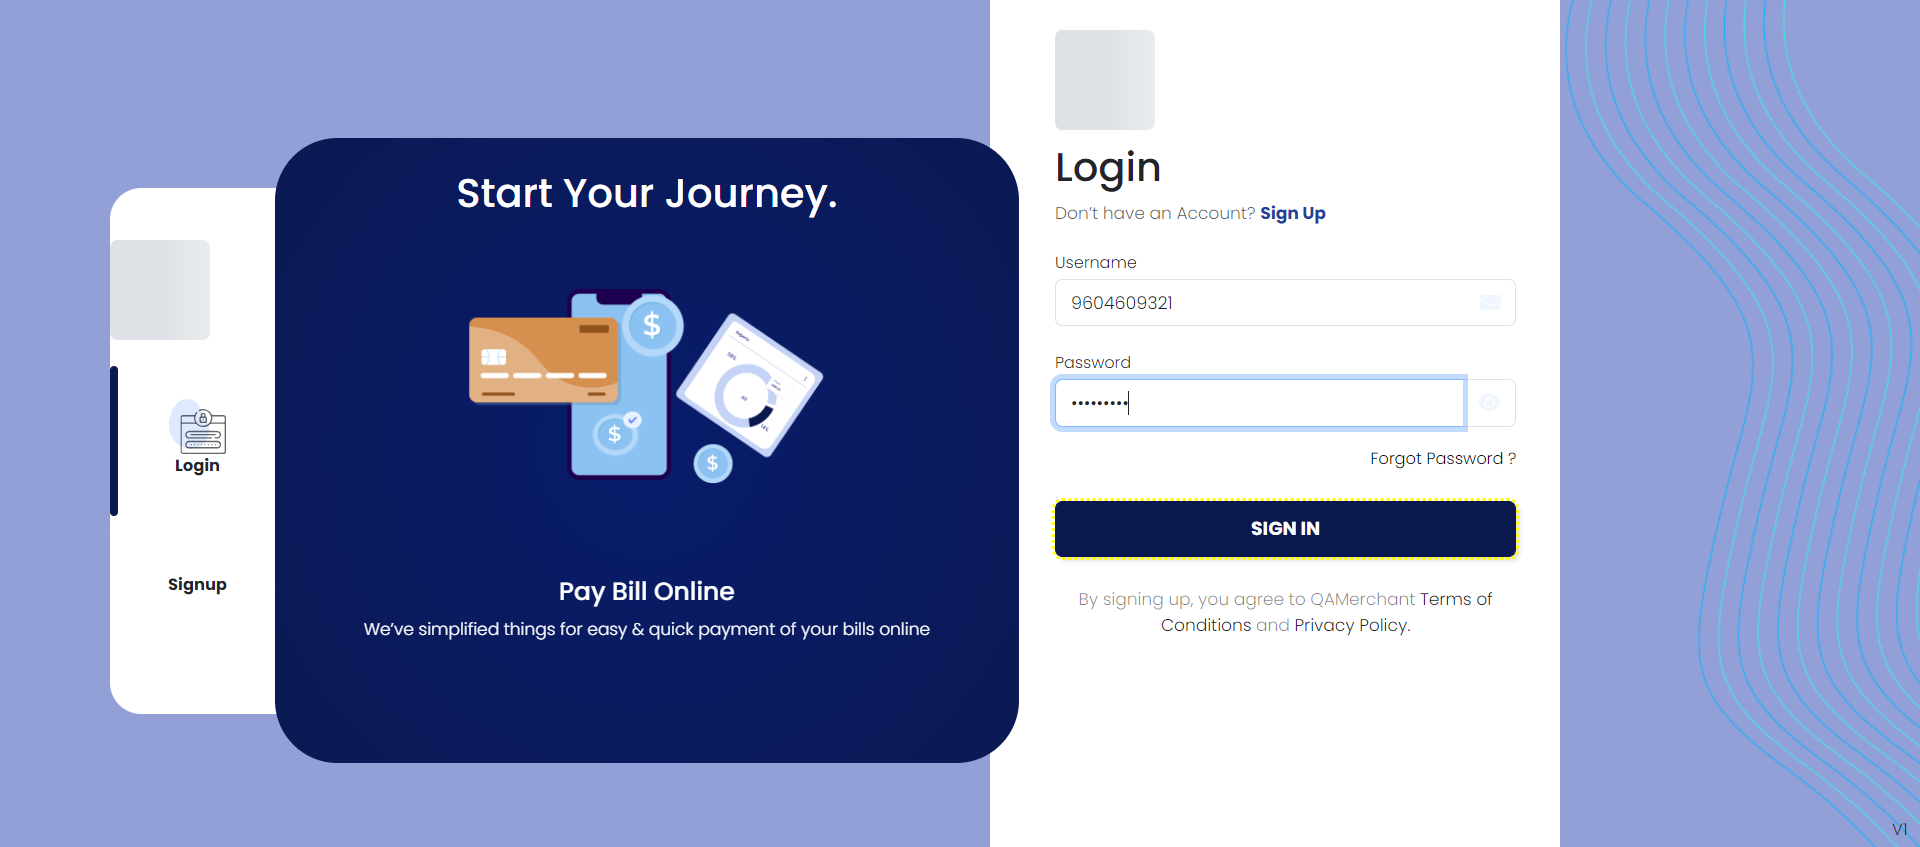 Start Your Journey.
$
$
$
Pay Bill Online
We've simplified things for easy & quick payment of your bills online
Login
Signup
Login
Don't have an Account? Sign Up
Username
9604609321
Password
•••••••••
Forgot Password ?
SIGN IN
By signing up, you agree to QAMerchant Terms of
Conditions and Privacy Policy.
V1